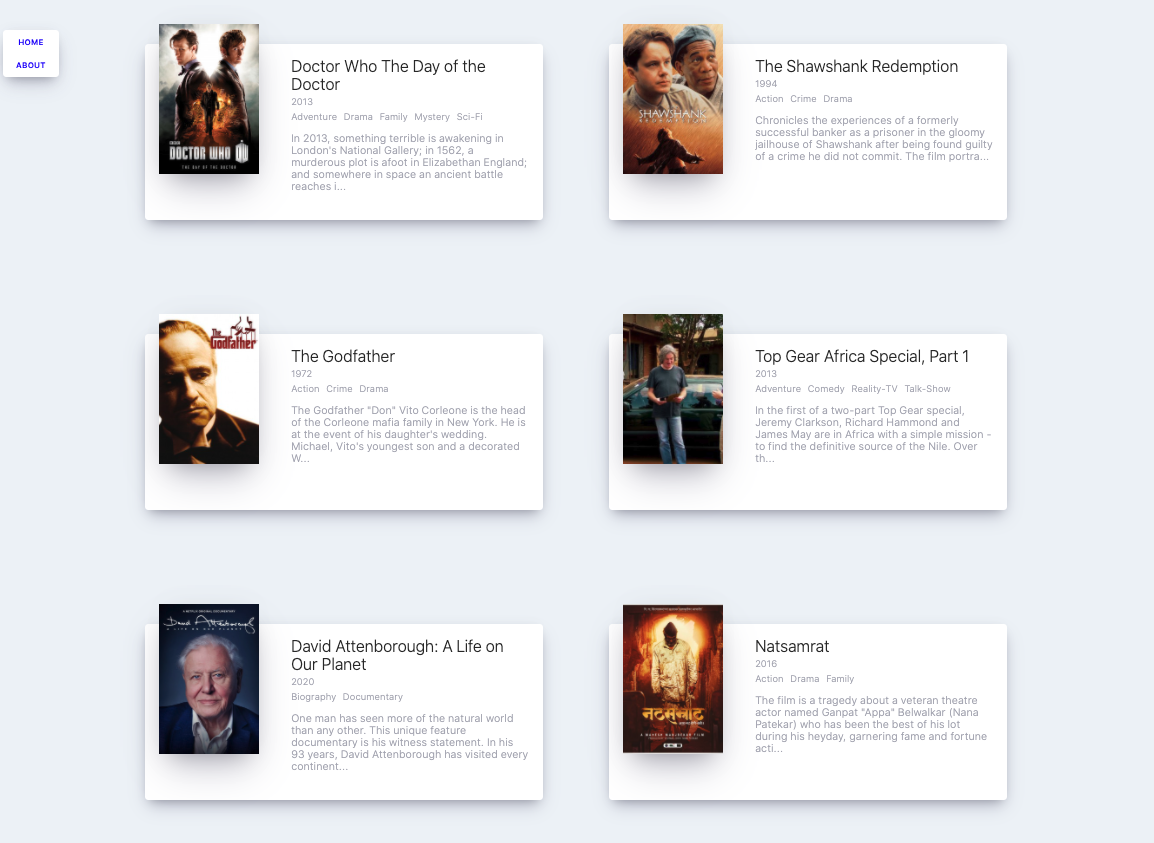 HOME
ABOUT
DOCTOR WHO
THE DAY OF THE DOCTOR
Doctor Who The Day of the
Doctor
2013
Adventure Drama Family Mystery Sci-Fi
In 2013, something terrible is awakening in
London's National Gallery; in 1562, a
murderous plot is afoot in Elizabethan England;
and somewhere in space an ancient battle
reaches i...
SHAWSHANK
REDEMPTION
The Shawshank Redemption
1994
Action Crime Drama
Chronicles the experiences of a formerly
successful banker as a prisoner in the gloomy
jailhouse of Shawshank after being found guilty
of a crime he did not commit. The film portra...
The
Godfather
The Godfather
1972
Action Crime Drama
The Godfather "Don" Vito Corleone is the head
of the Corleone mafia family in New York. He is
at the event of his daughter's wedding.
Michael, Vito's youngest son and a decorated
W...
Top Gear Africa Special, Part 1
2013
Adventure Comedy Reality-TV Talk-Show
In the first of a two-part Top Gear special,
Jeremy Clarkson, Richard Hammond and
James May are in Africa with a simple mission -
to find the definitive source of the Nile. Over
th...
A NETFLIX ORIGINAL DOCUMENTARY
David Attenborough
A LIFE ON OUR PLANET
David Attenborough: A Life on
Our Planet
2020
Biography Documentary
One man has seen more of the natural world
than any other. This unique feature
documentary is his witness statement. In his
93 years, David Attenborough has visited every
continent...
नटसम्राट
A MAHESH MANJREKAR FILM
Natsamrat
2016
Action Drama Family
The film is a tragedy about a veteran theatre
actor named Ganpat "Appa" Belwalkar (Nana
Patekar) who has been the best of his lot
during his heyday, garnering fame and fortune
acti...